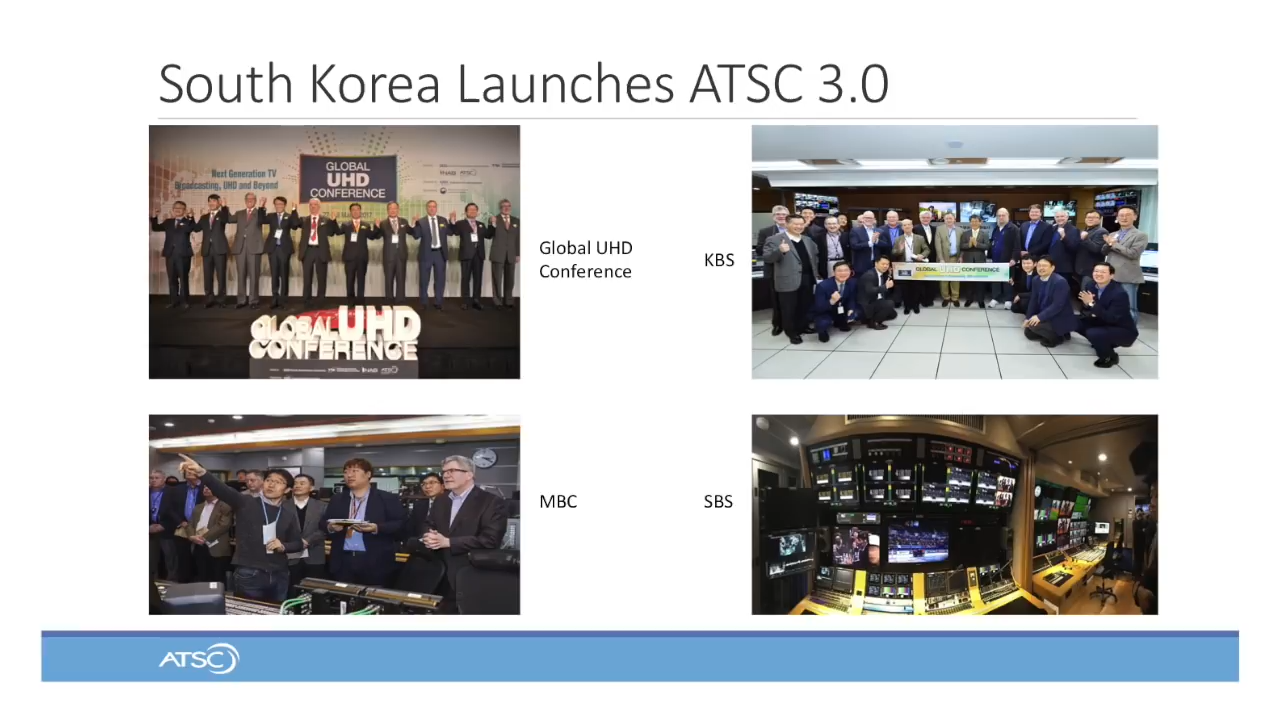 South Korea Launches ATSC 3.0
Next Generation TV
Broadcasting, UHD and Beyond
GLOBAL
UHD
CONFERENCE
GLOBAL UHD
CONFERENCE
Global UHD
Conference
KBS
GLOBAL UHD CONFERENCE
MBC
SBS
ATSC